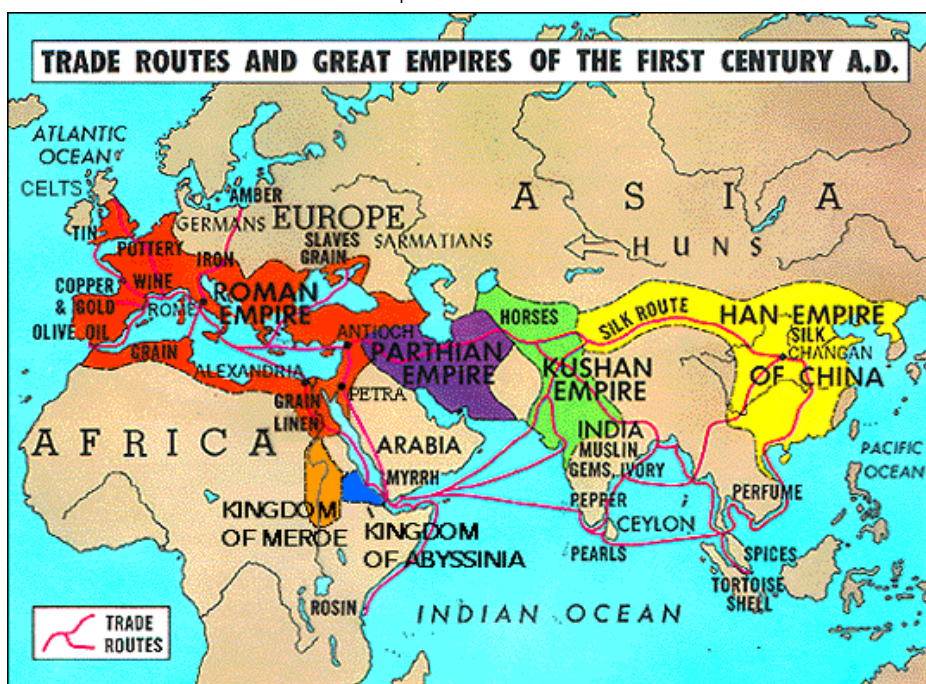 TRADE ROUTES AND GREAT EMPIRES OF THE FIRST CENTURY A.D.
ATLANTIC
OCEAN
CELTS
AMBER
GERMANS
EUROPE
ASIA
TIN
POTTERY
SLAVES
GRAIN
SARMATIANS
HUNS
IRON
COPPER
& GOLD
WINE
ROME
ROMAN
EMPIRE
OLIVE OIL
GRAIN
ANTIOCH
PARTHIAN
EMPIRE
HORSES
SILK ROUTE
HAN EMPIRE
OF CHINA
SILK
CHANGAN
KUSHAN
EMPIRE
ALEXANDRIA
PETRA
GRAIN
LINEN
AFRICA
ARABIA
MYRRH
INDIA
MUSLIN
GEMS, IVORY
PACIFIC
OCEAN
KINGDOM
OF MEROE
KINGDOM
OF ABYSSINIA
PEPPER
CEYLON
PEARLS
PERFUME
SPICES
TORTOISE
SHELL
ROSIN
INDIAN OCEAN
TRADE
ROUTES